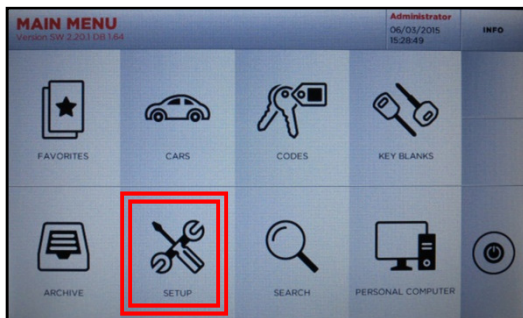 MAIN MENU
Version SW 2.20.1 DB 1.64
Administrator
06/03/2015
15:28:49
INFO
FAVORITES
CARS
CODES
KEY BLANKS
ARCHIVE
SETUP
SEARCH
PERSONAL COMPUTER